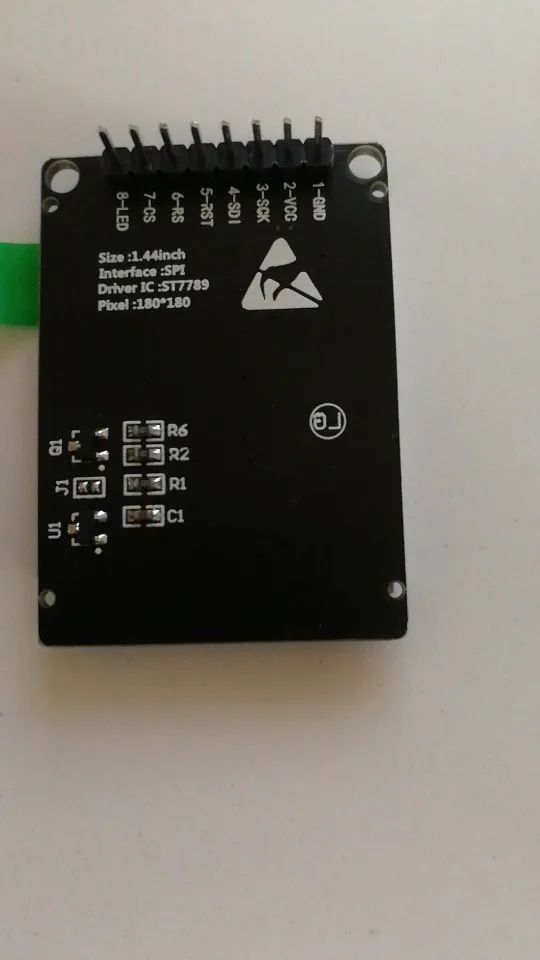 8-LED
7-CS
6-RS
5-RST
4-SDI
3-SCK
2-VCC
1-GND
Size :1.44inch
Interface :SPI
Driver IC :ST7789
Pixel :180*180
LG
Q1
R6
R2
J1
R1
U1
C1